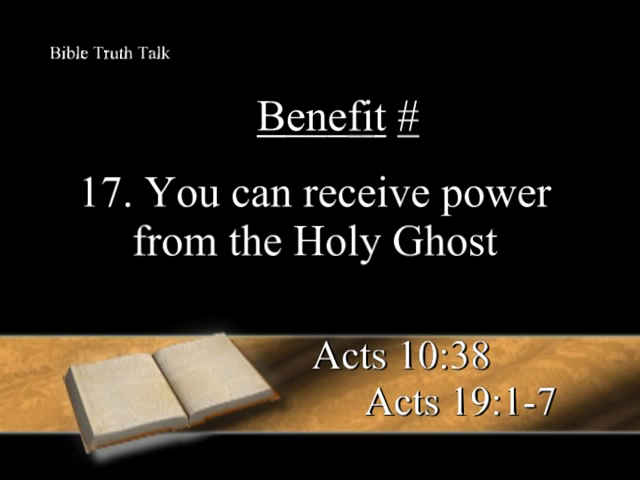 Bible Truth Talk
Benefit #
17. You can receive power
from the Holy Ghost
Acts 10:38
Acts 19:1-7